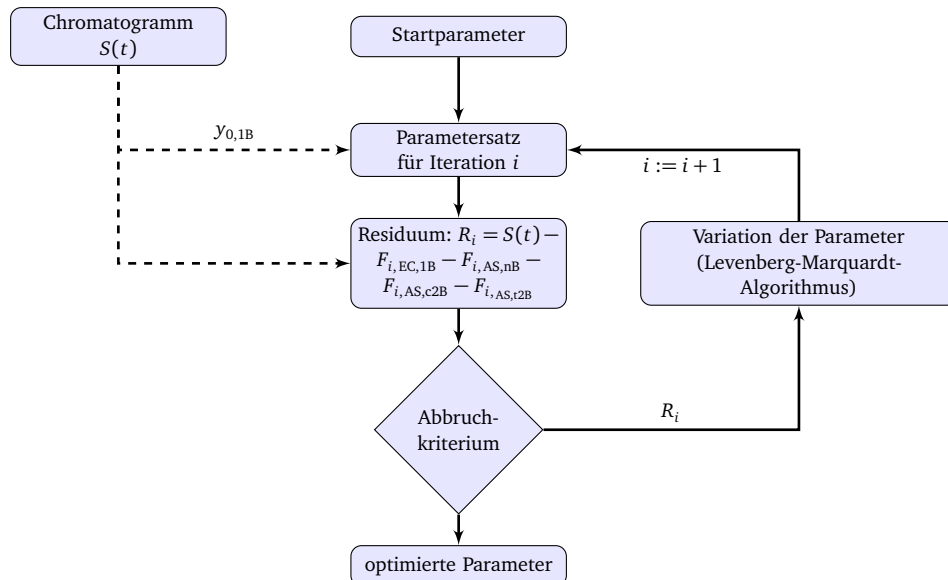 Chromatogramm
S(t)
Startparameter
y0,1B
Parametersatz
für Iteration i
i := i + 1
Residuum: Ri = S(t) −
Fi,EC,1B − Fi,AS,nB −
Fi,AS,c2B − Fi,AS,t2B
Variation der Parameter
(Levenberg-Marquardt-
Algorithmus)
Abbruch-
kriterium
Ri
optimierte Parameter